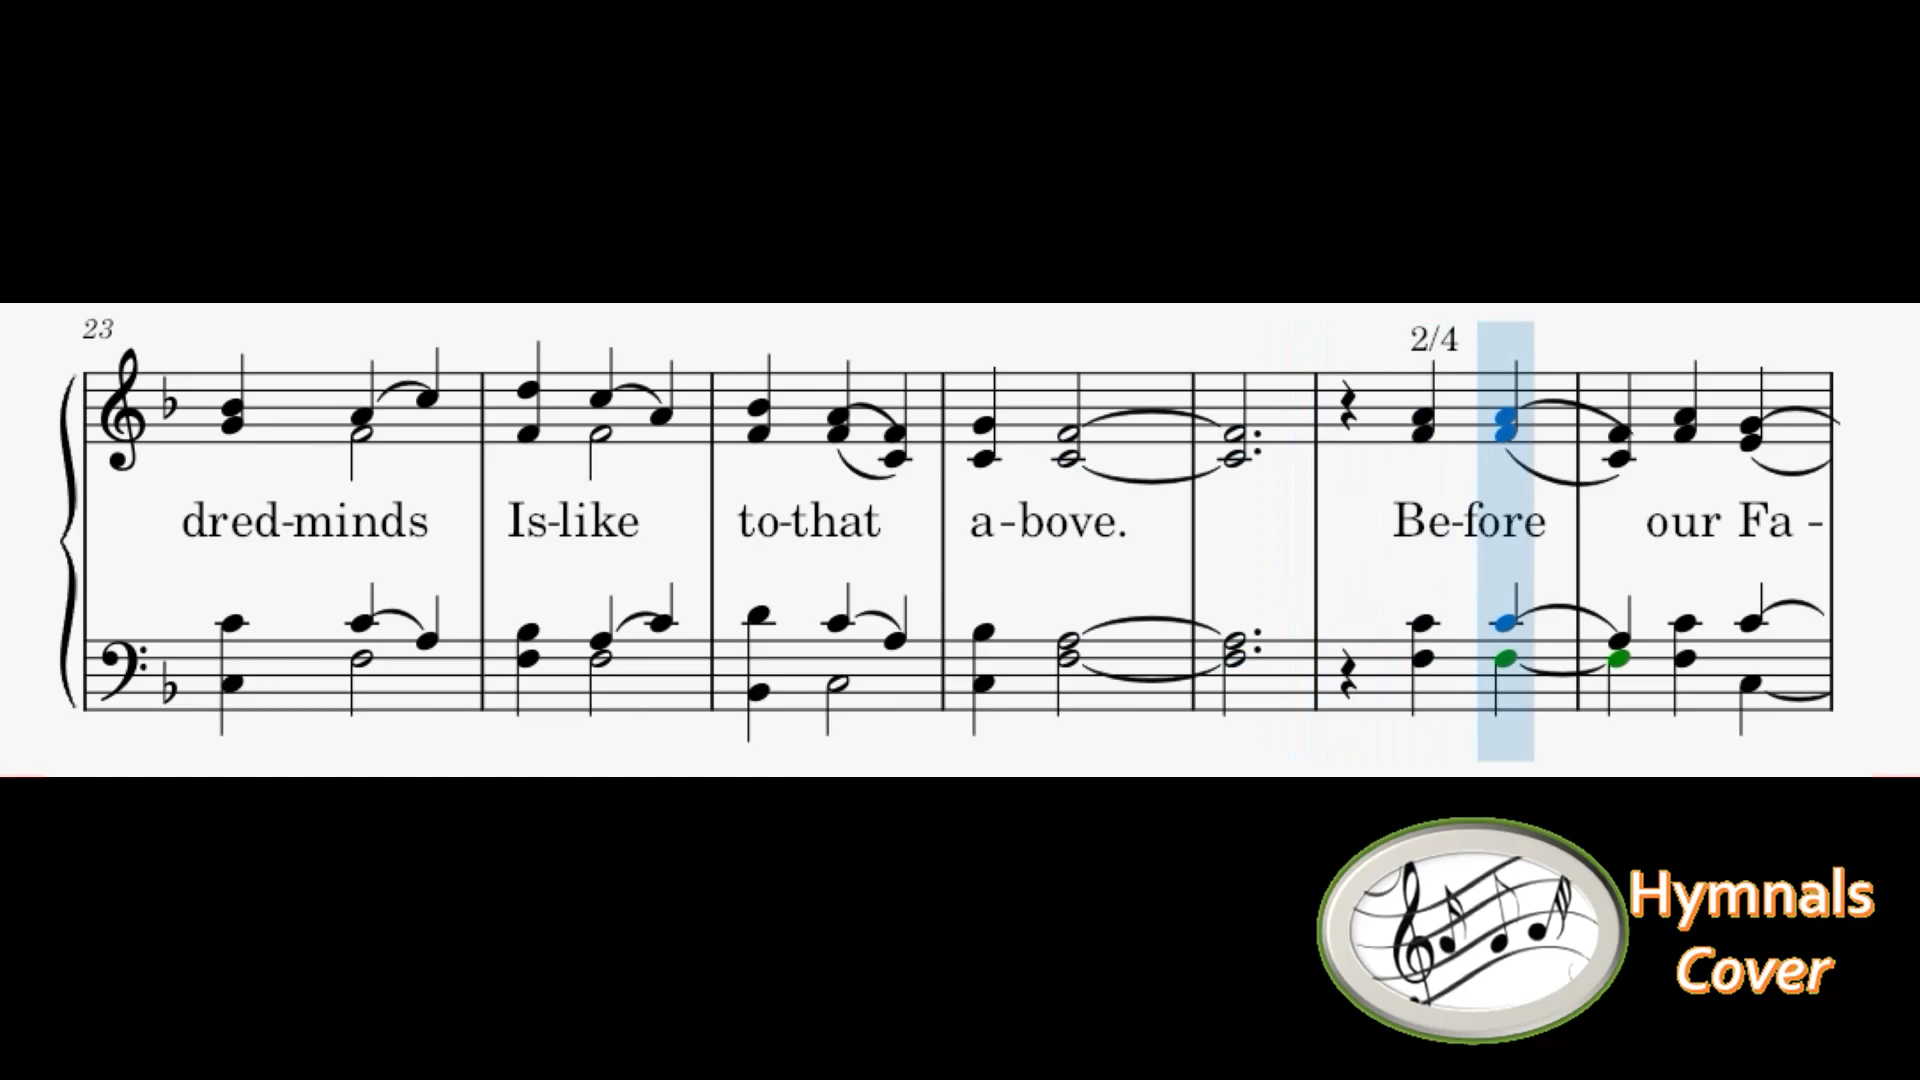 23
2/4
dred-minds Is-like to-that a-bove. Be-fore our Fa-
Hymnals
Cover